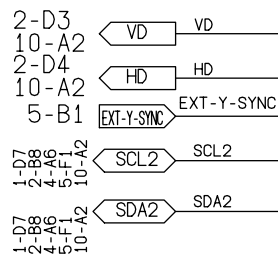 2-D3
10-A2
VD VD
2-D4
10-A2
HD HD
5-B1 EXT-Y-SYNC EXT-Y-SYNC
1-D7
2-B8
4-A6
5-F1
10-A2
SCL2 SCL2
1-D7
2-B8
4-A6
5-F1
10-A2
SDA2 SDA2